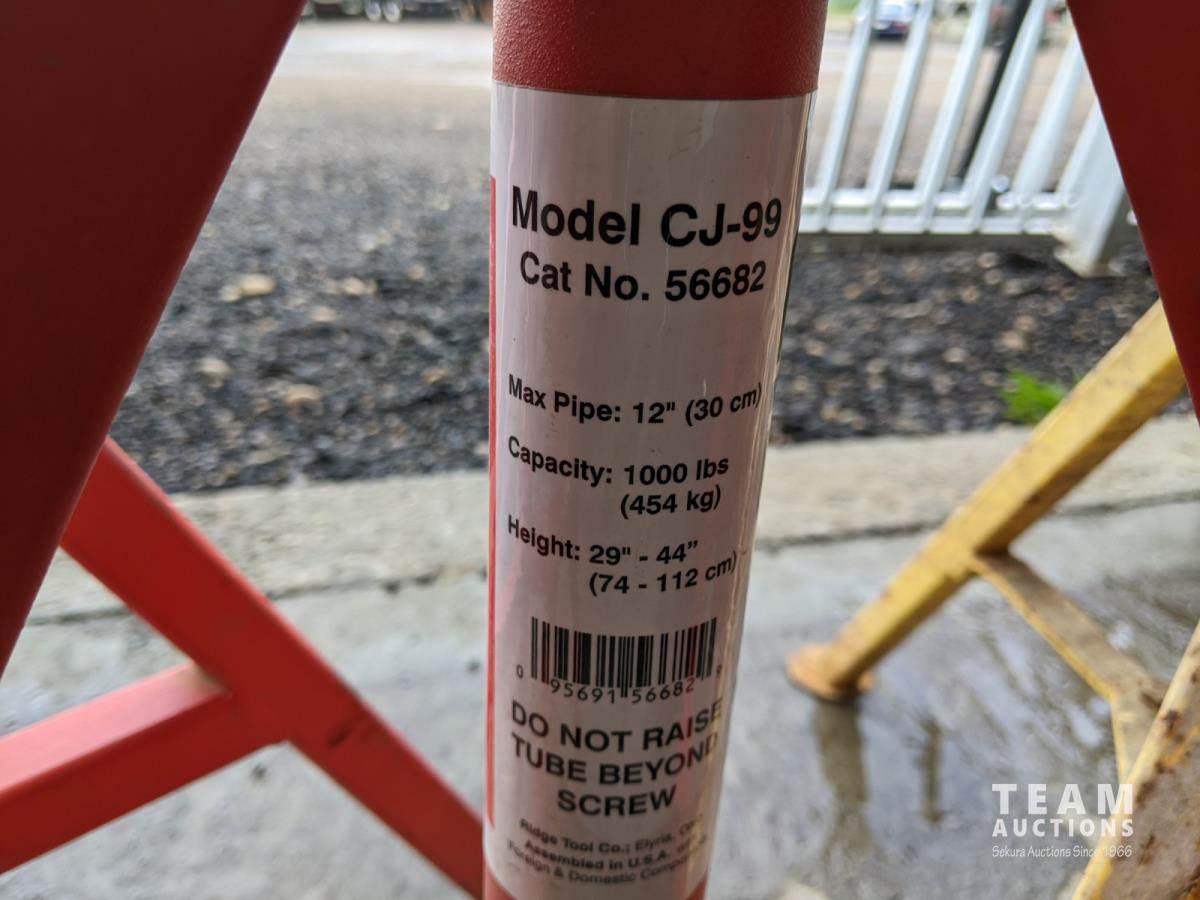 Model CJ-99
Cat No. 56682
Max Pipe: 12" (30 cm)
Capacity: 1000 lbs
(454 kg)
Height: 29" - 44”
(74 - 112 cm)
0 95691 56682 9
DO NOT RAISE
TUBE BEYOND
SCREW
Ridge Tool Co.; Elyria,
Assembled in U.S.A.
Foreign & Domestic
TEAM
AUCTIONS
Sekura Auctions Since 1966